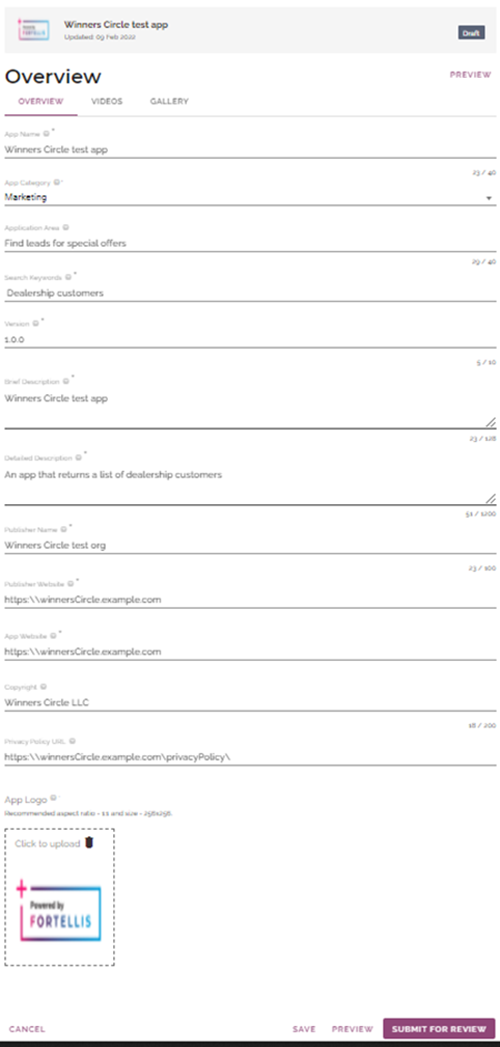 Winners Circle test app
Updated: 09 Feb 2022
Draft
Overview
PREVIEW
OVERVIEW VIDEOS GALLERY
App Name *
Winners Circle test app
23 / 40
App Category *
Marketing
Application Area
Find leads for special offers
29 / 40
Search Keywords *
Dealership customers
Version *
1.0.0
5 / 10
Brief Description *
Winners Circle test app
23 / 128
Detailed Description *
An app that returns a list of dealership customers
51 / 1200
Publisher Name *
Winners Circle test org
23 / 100
Publisher Website *
https:\\winnersCircle.example.com
App Website *
https:\\winnersCircle.example.com
Copyright
Winners Circle LLC
18 / 200
Privacy Policy URL
https:\\winnersCircle.example.com\privacyPolicy\
App Logo *
Recommended aspect ratio - 1:1 and size - 256x256.
Click to upload
Powered by
FORTELLIS
CANCEL SAVE PREVIEW SUBMIT FOR REVIEW